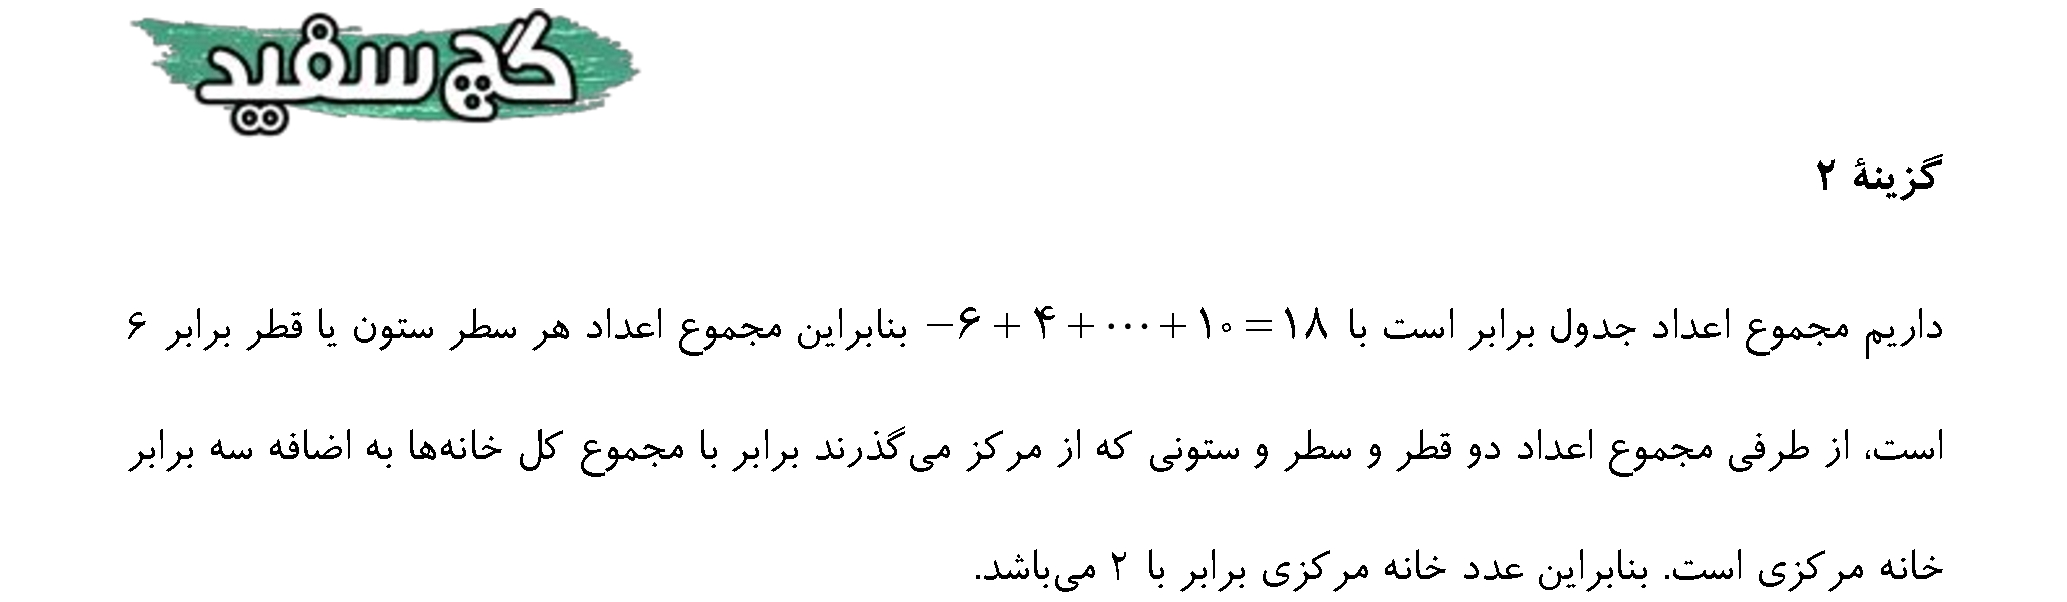 گچ سفید
گزینهٔ ۲
داریم مجموع اعداد جدول برابر است با ۱۸=۱۰+⋯+۴+۶− بنابراین مجموع اعداد هر سطر ستون یا قطر برابر ۶
است، از طرفی مجموع اعداد دو قطر و سطر و ستونی که از مرکز می‌گذرند برابر با مجموع کل خانه‌ها به اضافه سه برابر
خانه مرکزی است. بنابراین عدد خانه مرکزی برابر با ۲ می‌باشد.